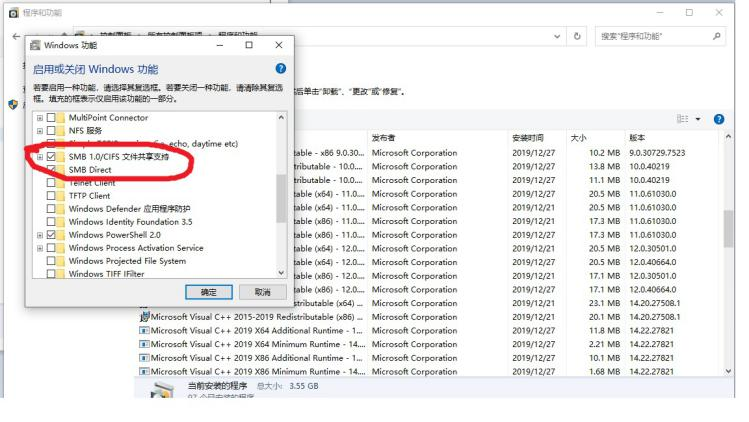 程序和功能
搜索"程序和功能"
Windows 功能
启用或关闭 Windows 功能
若要启用一种功能，请选择其复选框。若要关闭一种功能，请清除其复选
框。填充的框表示仅启用该功能的一部分。
后单击"卸载"、"更改"或"修复"。
MultiPoint Connector
NFS 服务
echo, daytime etc)
SMB 1.0/CIFS 文件共享支持
SMB Direct
Telnet Client
TFTP Client
Windows Defender 应用程序防护
Windows Identity Foundation 3.5
Windows PowerShell 2.0
Windows Process Activation Service
Windows Projected File System
Windows TIFF IFilter
确定
取消
发布者 安装时间 大小 版本
table - x86 9.0.30... Microsoft Corporation 2019/12/27 10.2 MB 9.0.30729.7523
tributable - 10.0.... Microsoft Corporation 2019/12/27 13.8 MB 10.0.40219
tributable - 10.0.... Microsoft Corporation 2019/12/27 11.1 MB 10.0.40219
table (x64) - 11.0... Microsoft Corporation 2019/12/27 20.5 MB 11.0.61030.0
table (x64) - 11.0... Microsoft Corporation 2019/12/27 20.5 MB 11.0.61030.0
table (x86) - 11.0... Microsoft Corporation 2019/12/27 17.3 MB 11.0.61030.0
table (x86) - 11.0... Microsoft Corporation 2019/12/27 17.3 MB 11.0.61030.0
table (x64) - 12.0... Microsoft Corporation 2019/12/27 20.5 MB 12.0.30501.0
table (x64) - 12.0... Microsoft Corporation 2019/12/27 20.5 MB 12.0.40664.0
table (x86) - 12.0... Microsoft Corporation 2019/12/27 17.1 MB 12.0.30501.0
table (x86) - 12.0... Microsoft Corporation 2019/12/27 17.1 MB 12.0.40664.0
stributable (x64) ... Microsoft Corporation 2019/12/27 23.1 MB 14.20.27508.1
Microsoft Visual C++ 2015-2019 Redistributable (x86) ... Microsoft Corporation 2019/12/27 20.1 MB 14.20.27508.1
Microsoft Visual C++ 2019 X64 Additional Runtime - 1... Microsoft Corporation 2019/12/27 11.8 MB 14.22.27821
Microsoft Visual C++ 2019 X64 Minimum Runtime - 14.... Microsoft Corporation 2019/12/27 2.21 MB 14.22.27821
Microsoft Visual C++ 2019 X86 Additional Runtime - 1... Microsoft Corporation 2019/12/27 10.1 MB 14.22.27821
Microsoft Visual C++ 2019 X86 Minimum Runtime - 14.... Microsoft Corporation 2019/12/27 1.68 MB 14.22.27821
当前安装的程序 总大小: 3.55 GB